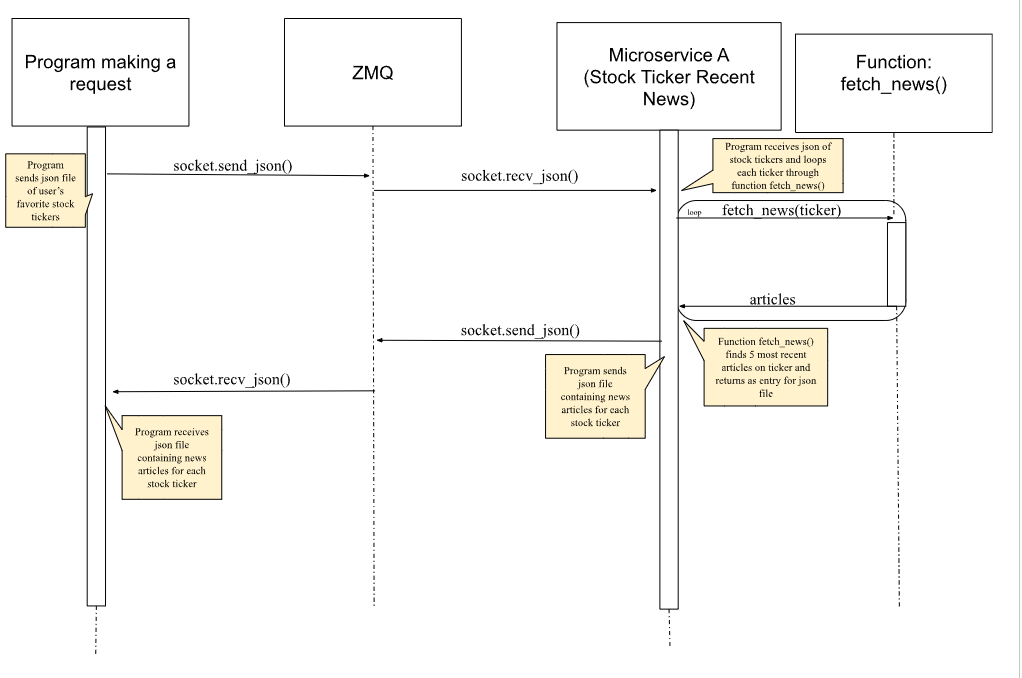 Program making a
request
ZMQ
Microservice A
(Stock Ticker Recent
News)
Function:
fetch_news()
Program
sends json file
of user's
favorite stock
tickers
socket.send_json()
socket.recv_json()
Program receives json of
stock tickers and loops
each ticker through
function fetch_news()
loop
fetch_news(ticker)
articles
socket.send_json()
Function fetch_news()
finds 5 most recent
articles on ticker and
returns as entry for json
file
Program sends
json file
containing news
articles for each
stock ticker
socket.recv_json()
Program receives
json file
containing news
articles for each
stock ticker